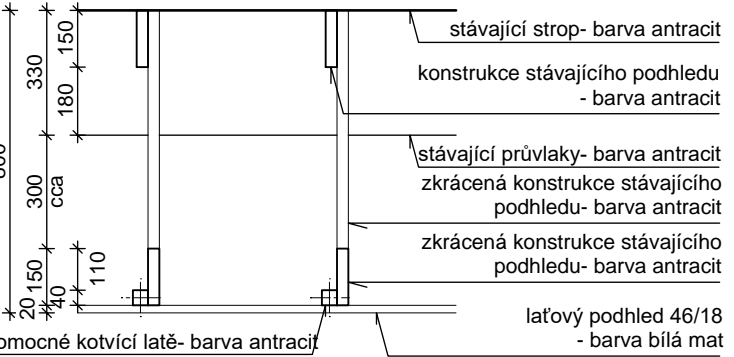 150
330
180
stávající strop- barva antracit
konstrukce stávajícího podhledu
- barva antracit
stávající průvlaky- barva antracit
zkrácená konstrukce stávajícího
podhledu- barva antracit
zkrácená konstrukce stávajícího
podhledu- barva antracit
300
cca
110
150
40
20
laťový podhled 46/18
- barva bílá mat
omocné kotvící latě- barva antracit